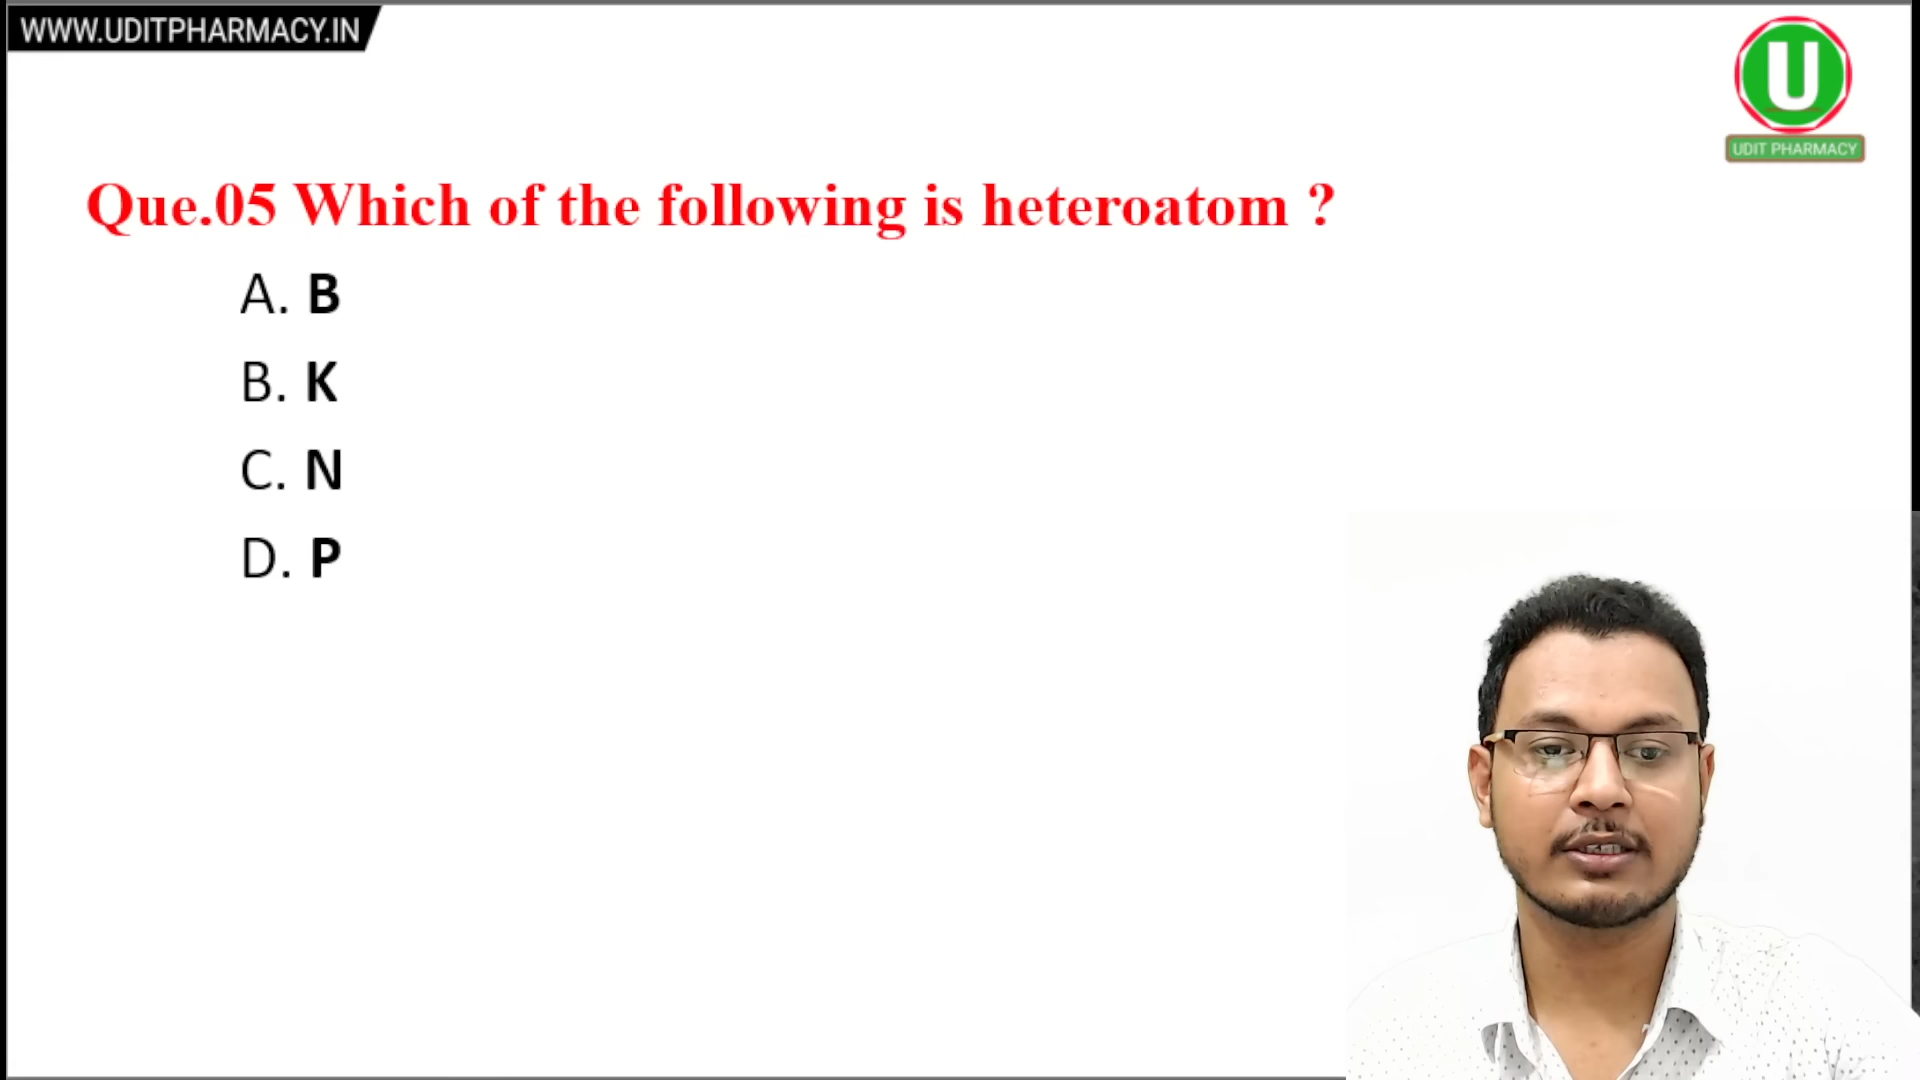 WWW.UDITPHARMACY.IN
U
UDIT PHARMACY
Que.05 Which of the following is heteroatom ?
A. B
B. K
C. N
D. P